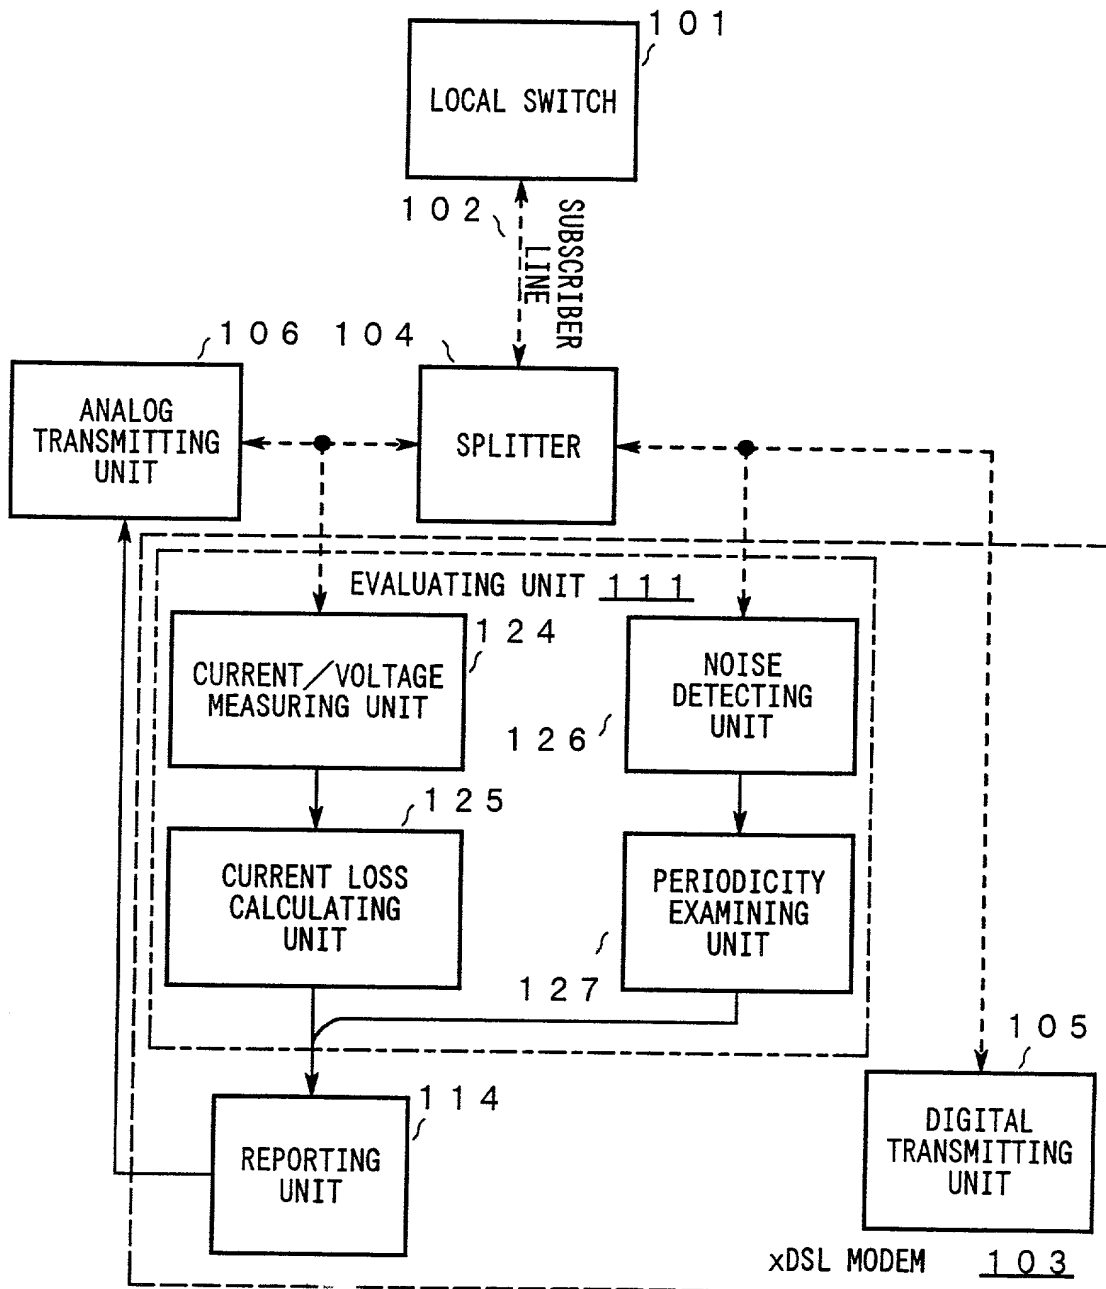 101
LOCAL SWITCH
102
SUBSCRIBER
LINE
106
104
ANALOG
TRANSMITTING
UNIT
SPLITTER
EVALUATING UNIT 111
124
CURRENT/VOLTAGE
MEASURING UNIT
NOISE
DETECTING
UNIT
126
125
CURRENT LOSS
CALCULATING
UNIT
PERIODICITY
EXAMINING
UNIT
127
105
114
REPORTING
UNIT
DIGITAL
TRANSMITTING
UNIT
xDSL MODEM 103